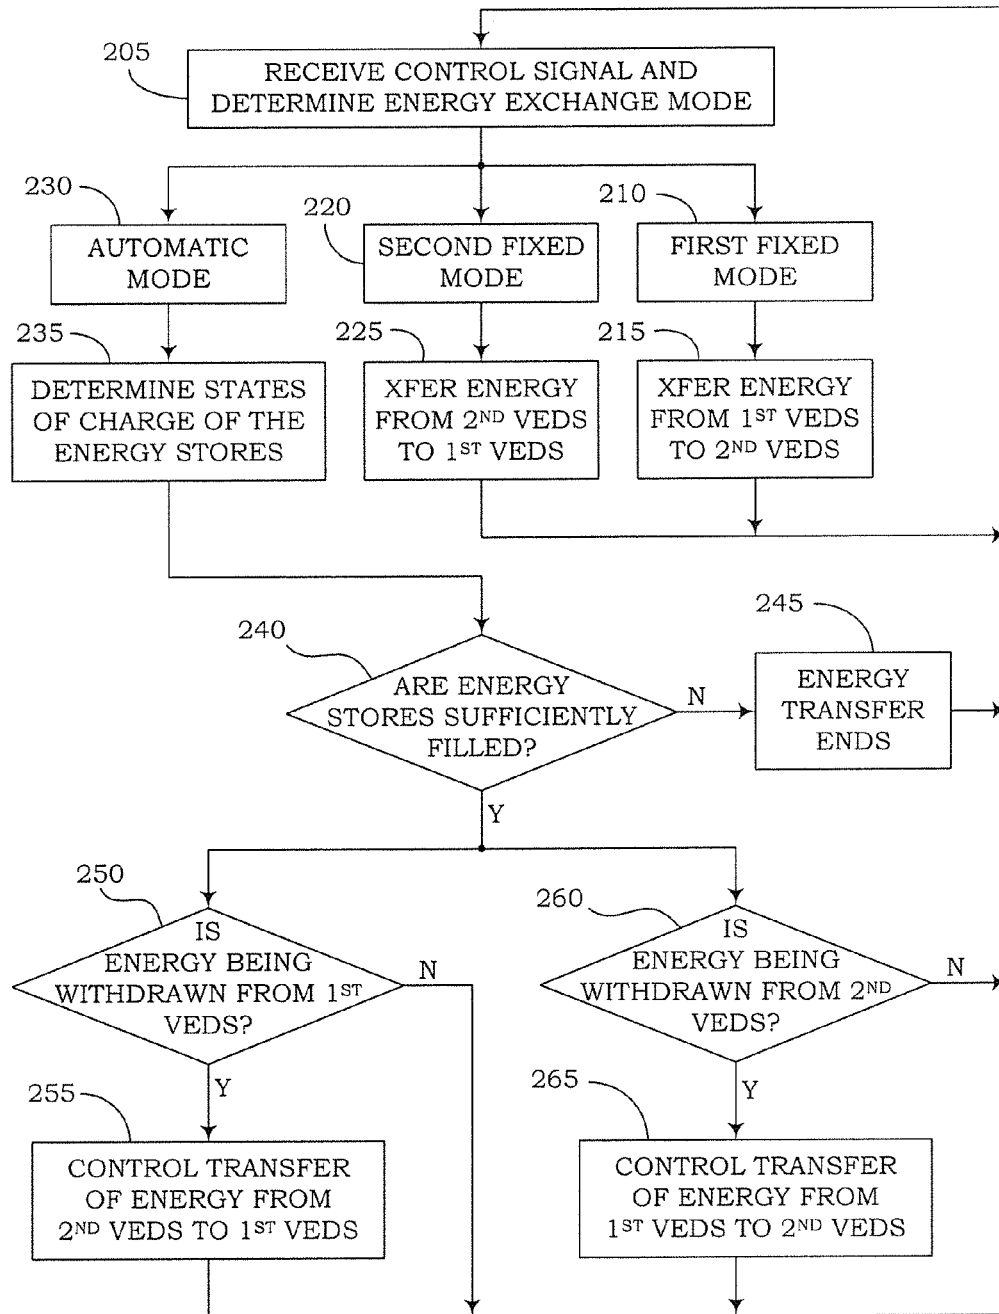 205
RECEIVE CONTROL SIGNAL AND
DETERMINE ENERGY EXCHANGE MODE
230
AUTOMATIC
MODE
220
SECOND FIXED
MODE
210
FIRST FIXED
MODE
235
DETERMINE STATES
OF CHARGE OF THE
ENERGY STORES
225
XFER ENERGY
FROM 2ND VEDS
TO 1ST VEDS
215
XFER ENERGY
FROM 1ST VEDS
TO 2ND VEDS
240
ARE ENERGY
STORES SUFFICIENTLY
FILLED?
N
Y
245
ENERGY
TRANSFER
ENDS
250
IS
ENERGY BEING
WITHDRAWN FROM 1ST
VEDS?
N
Y
260
IS
ENERGY BEING
WITHDRAWN FROM 2ND
VEDS?
N
Y
255
CONTROL TRANSFER
OF ENERGY FROM
2ND VEDS TO 1ST VEDS
265
CONTROL TRANSFER
OF ENERGY FROM
1ST VEDS TO 2ND VEDS